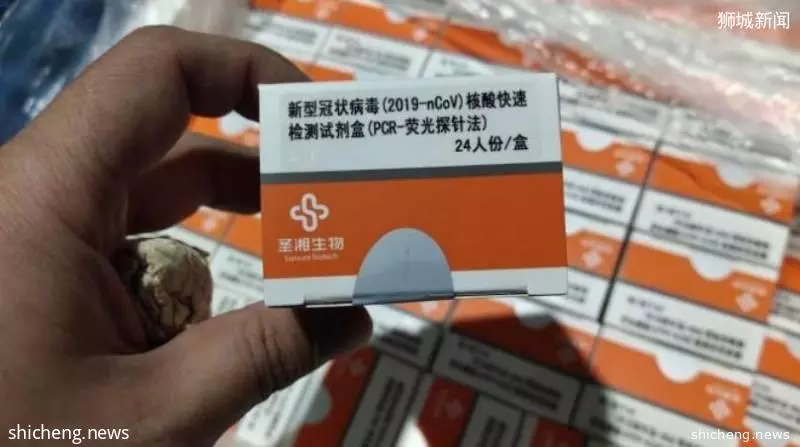 狮城新闻
新型冠状病毒(2019-nCoV)核酸快速
检测试剂盒(PCR-荧光探针法)
24人份/盒
圣湘生物
Sansure Biotech
shicheng.news
shicheng.news